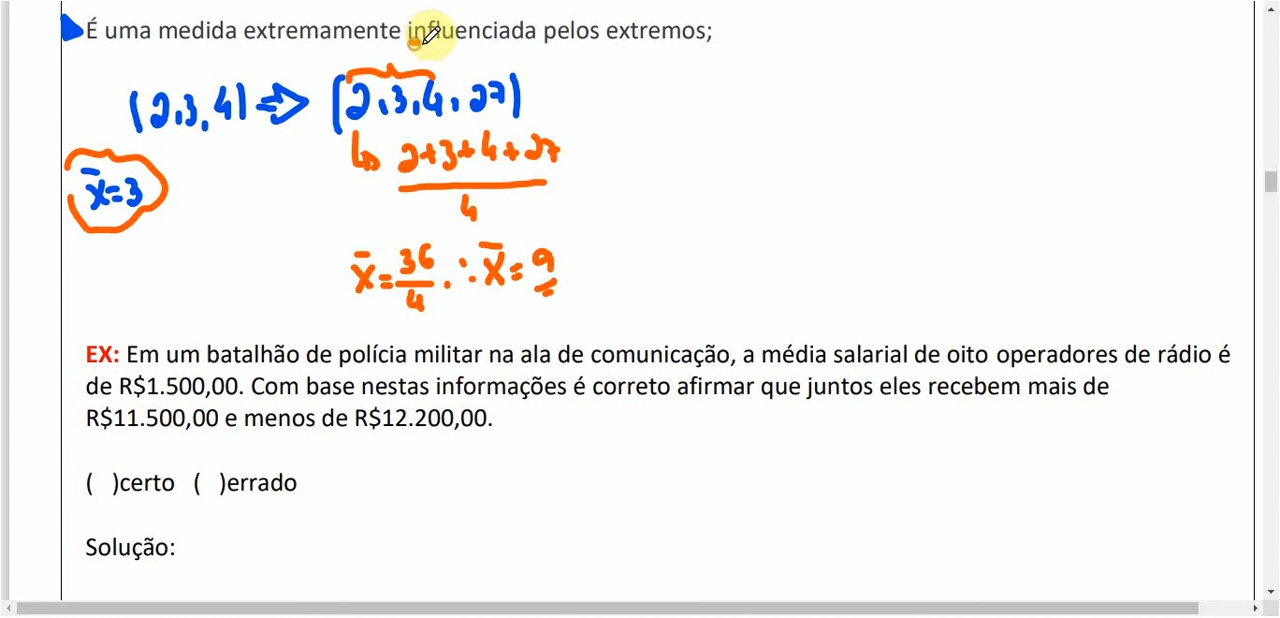 É uma medida extremamente influenciada pelos extremos;
(2,3,4) => (2,3,4,27)
2+3+4+27
4
x̄=3
x̄=36/4 ∴ x̄=9
EX: Em um batalhão de polícia militar na ala de comunicação, a média salarial de oito operadores de rádio é
de R$1.500,00. Com base nestas informações é correto afirmar que juntos eles recebem mais de
R$11.500,00 e menos de R$12.200,00.
( )certo ( )errado
Solução: